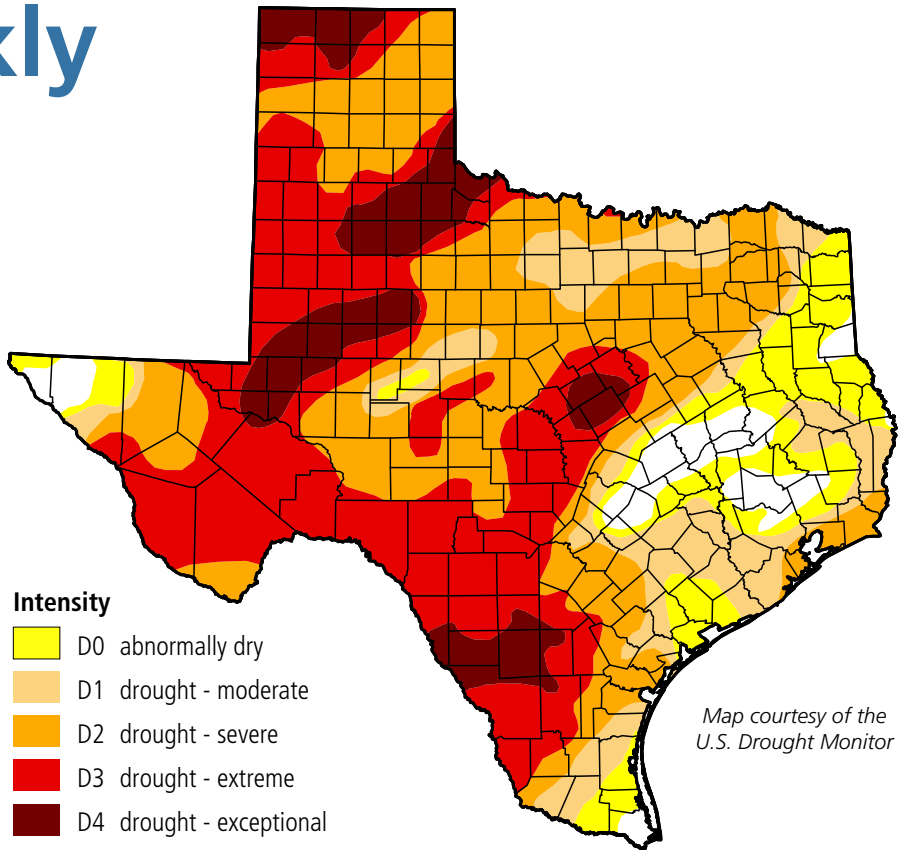 kly
Intensity
D0 abnormally dry
D1 drought - moderate
D2 drought - severe
D3 drought - extreme
D4 drought - exceptional
Map courtesy of the
U.S. Drought Monitor